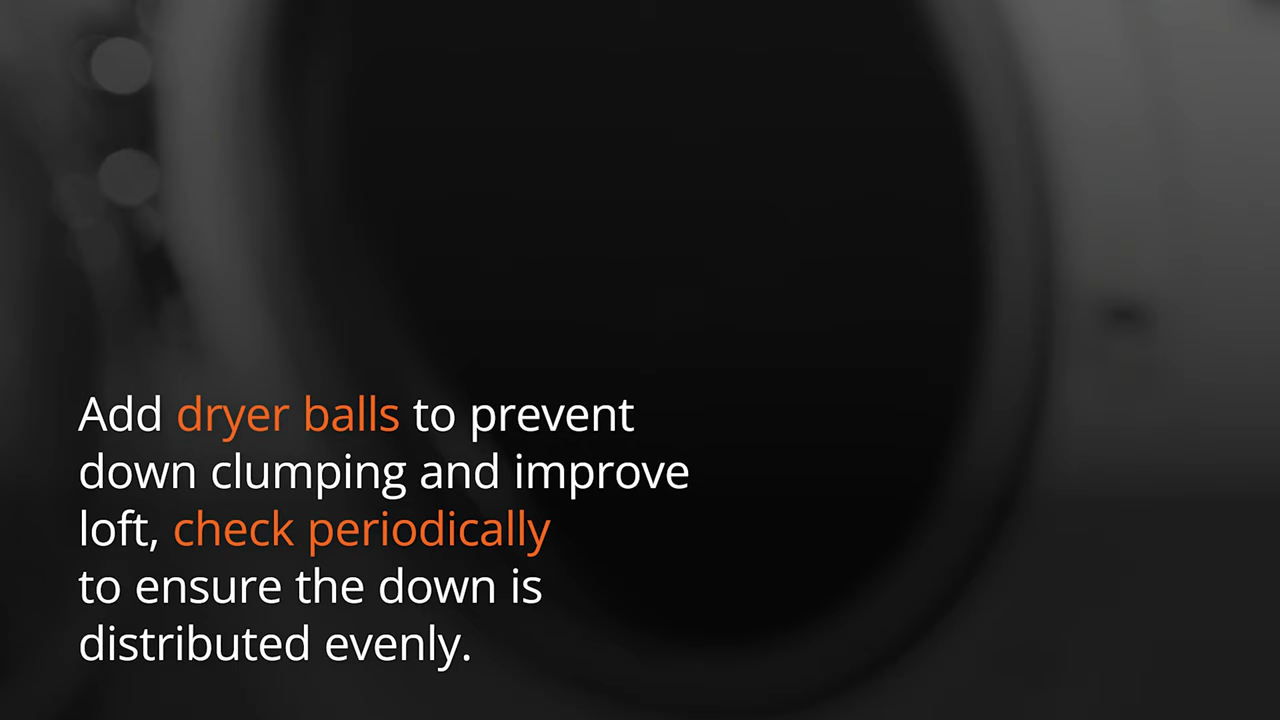 Add dryer balls to prevent
down clumping and improve
loft, check periodically
to ensure the down is
distributed evenly.